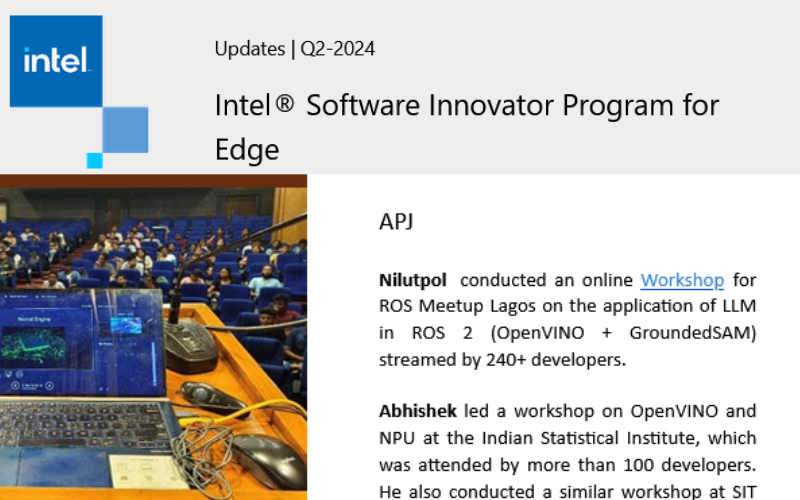 intel.
Updates | Q2-2024
Intel® Software Innovator Program for
Edge
APJ
Nilutpol conducted an online Workshop for
ROS Meetup Lagos on the application of LLM
in ROS 2 (OpenVINO + GroundedSAM)
streamed by 240+ developers.
Abhishek led a workshop on OpenVINO and
NPU at the Indian Statistical Institute, which
was attended by more than 100 developers.
He also conducted a similar workshop at SIT
Neural Engine